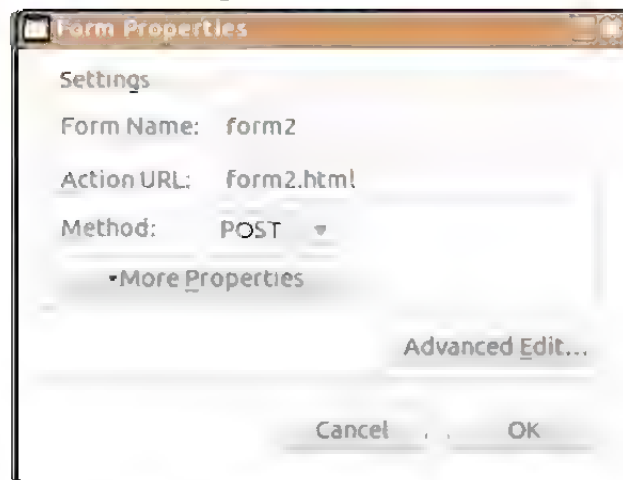 Form Properties
Settings
Form Name: form2
Action URL: form2.html
Method: POST
More Properties
Advanced Edit...
Cancel OK